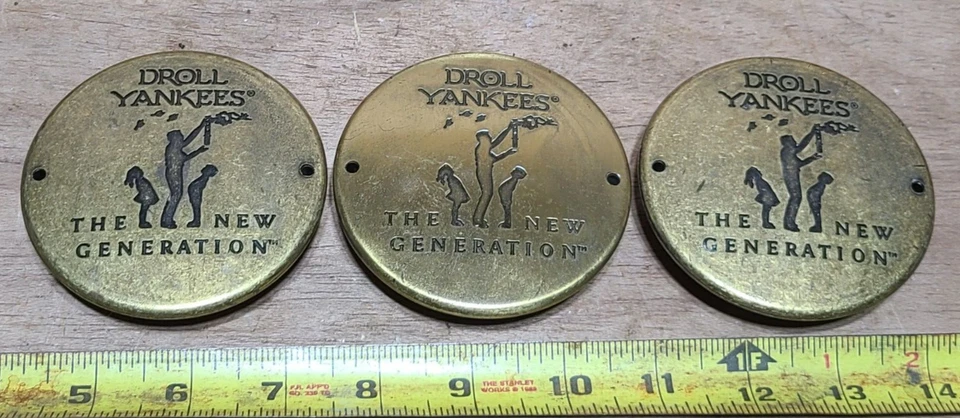 DROLL
YANKEES®
THE NEW
GENERATION™
DROLL
YANKEES®
THE NEW
GENERATION™
DROLL
YANKEES®
THE NEW
GENERATION™
1F 1 2
5 6 7 8 9 10 11 12 13 14
THE STANLEY